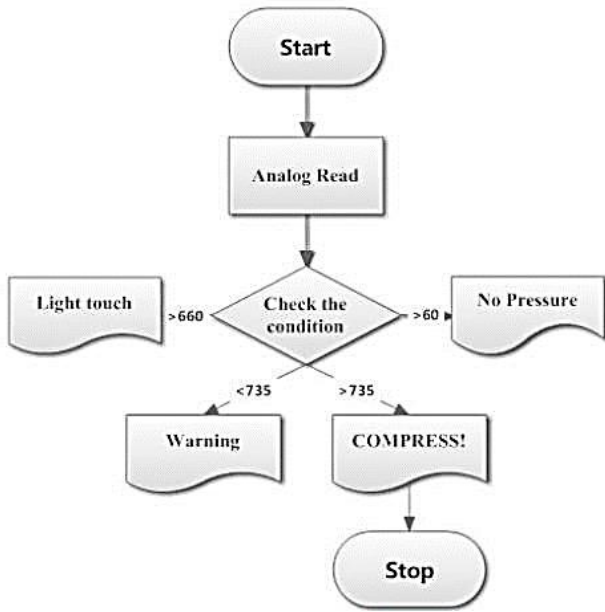 Start
Analog Read
Light touch
>660
Check the
condition
>60
No Pressure
<735
>735
Warning
COMPRESS!
Stop